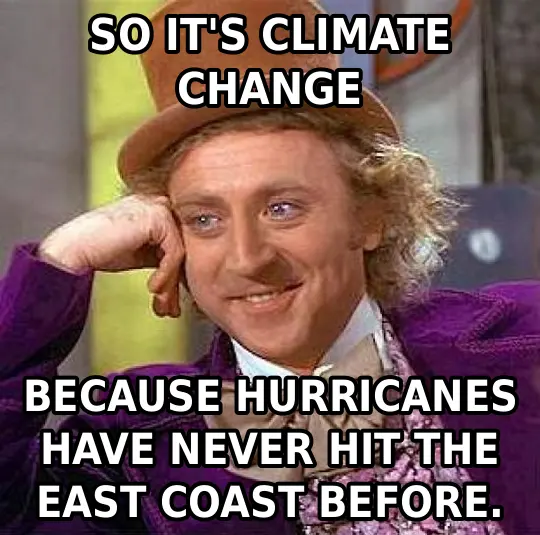 SO IT'S CLIMATE
CHANGE
BECAUSE HURRICANES
HAVE NEVER HIT THE
EAST COAST BEFORE.